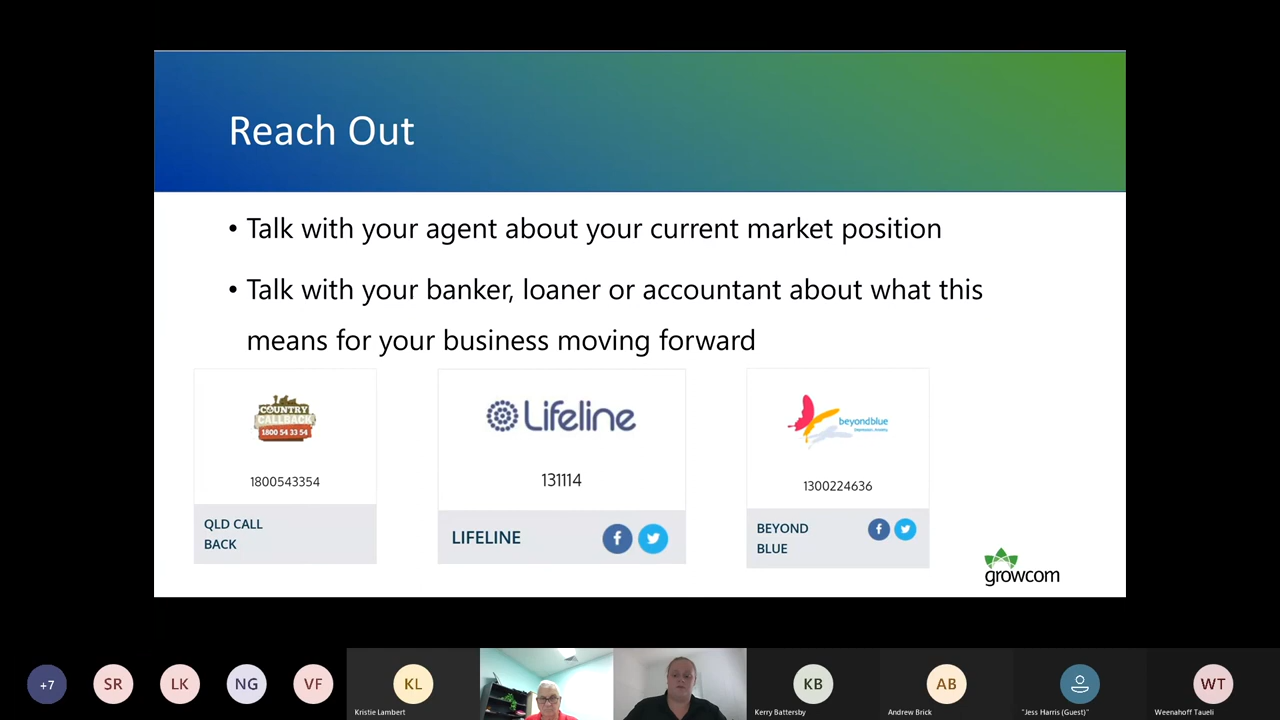 Reach Out
• Talk with your agent about your current market position
• Talk with your banker, loaner or accountant about what this
means for your business moving forward
COUNTRY
CALLBACK
1800 54 33 54
1800543354
QLD CALL
BACK
Lifeline
131114
LIFELINE
beyondblue
Depression. Anxiety.
1300224636
BEYOND
BLUE
growcom
+7
SR
LK
NG
VF
KL
Kristie Lambert
KB
Kerry Battersby
AB
Andrew Brick
"Jess Harris (Guest)"
WT
Weenahoff Taueli